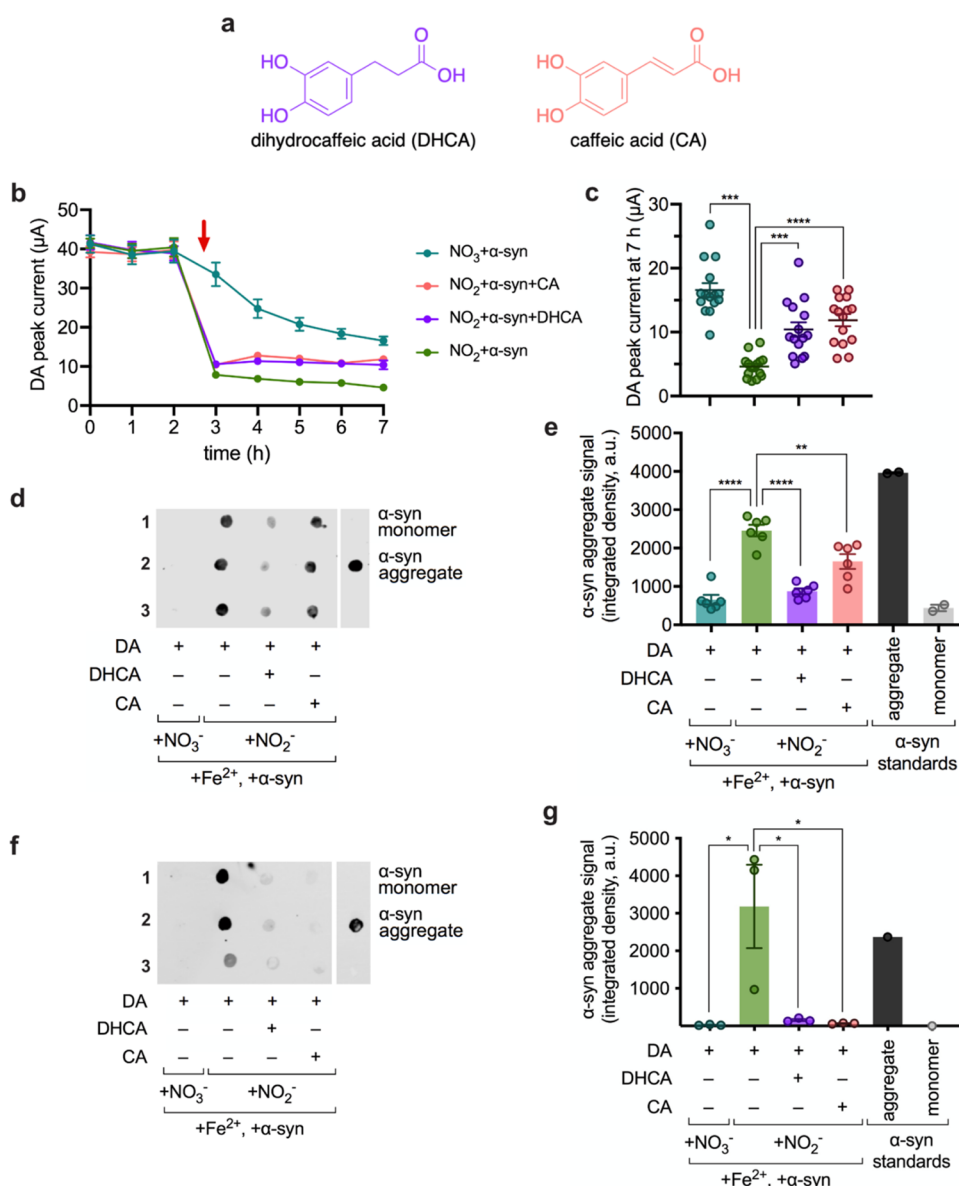 a
HO
HO
O
OH
dihydrocaffeic acid (DHCA)
HO
HO
O
OH
caffeic acid (CA)
b
DA peak current (µA)
50
40
30
20
10
0
0 1 2 3 4 5 6 7
time (h)
NO3+α-syn
NO2+α-syn+CA
NO2+α-syn+DHCA
NO2+α-syn
c
DA peak current at 7 h (µA)
30
20
10
0
***
****
***
d
1
2
3
α-syn
monomer
α-syn
aggregate
DA + + + +
DHCA – – + –
CA – – – +
+NO3- +NO2-
+Fe2+, +α-syn
e
α-syn aggregate signal
(integrated density, a.u.)
5000
4000
3000
2000
1000
0
**
**** ****
DA + + + +
DHCA – – + –
CA – – – +
aggregate
monomer
+NO3- +NO2-
α-syn
standards
+Fe2+, +α-syn
f
1
2
3
α-syn
monomer
α-syn
aggregate
DA + + + +
DHCA – – + –
CA – – – +
+NO3- +NO2-
+Fe2+, +α-syn
g
α-syn aggregate signal
(integrated density, a.u.)
5000
4000
3000
2000
1000
*
* *
DA + + + +
DHCA – – + –
CA – – – +
aggregate
monomer
+NO3- +NO2-
α-syn
standards
+Fe2+, +α-syn